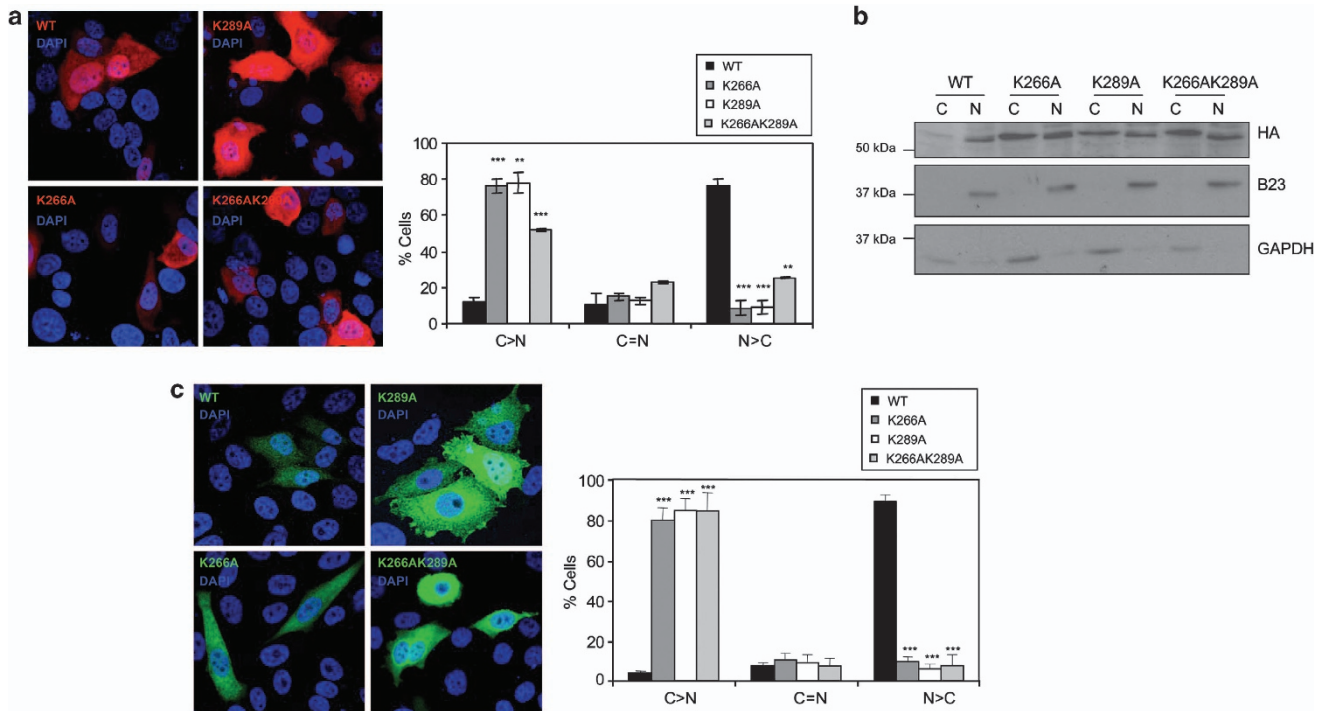 a
WT
DAPI
K289A
DAPI
K266A
DAPI
K266AK289A
DAPI
WT
K266A
K289A
K266AK289A
% Cells
100
80
60
40
20
0
*** ** ***
*** *** **
C>N C=N N>C
b
WT K266A K289A K266AK289A
C N C N C N C N
50 kDa
HA
37 kDa
B23
37 kDa
GAPDH
c
WT
DAPI
K289A
DAPI
K266A
DAPI
K266AK289A
DAPI
WT
K266A
K289A
K266AK289A
% Cells
100
80
60
40
20
0
*** *** ***
*** *** ***
C>N C=N N>C